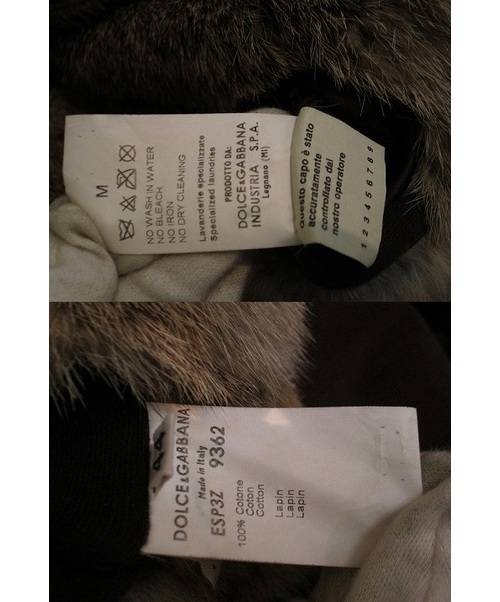 M
NO WASH IN WATER
NO BLEACH
NO IRON
NO DRY CLEANING
Lavanderie specializzate
Specialized laundries
PRODOTTO DA:
DOLCE&GABBANA
INDUSTRIA S.P.A.
Legnano (MI)
Questo capo è stato
accuratamente
controllato dal
nostro operatore
1 2 3 4 5 6 7 8 9
44
DOLCE&GABBANA
Made in Italy
ESP3Z 9362
100% Cotone
Coton
Cotton
Lapin
Lapin
Lapin